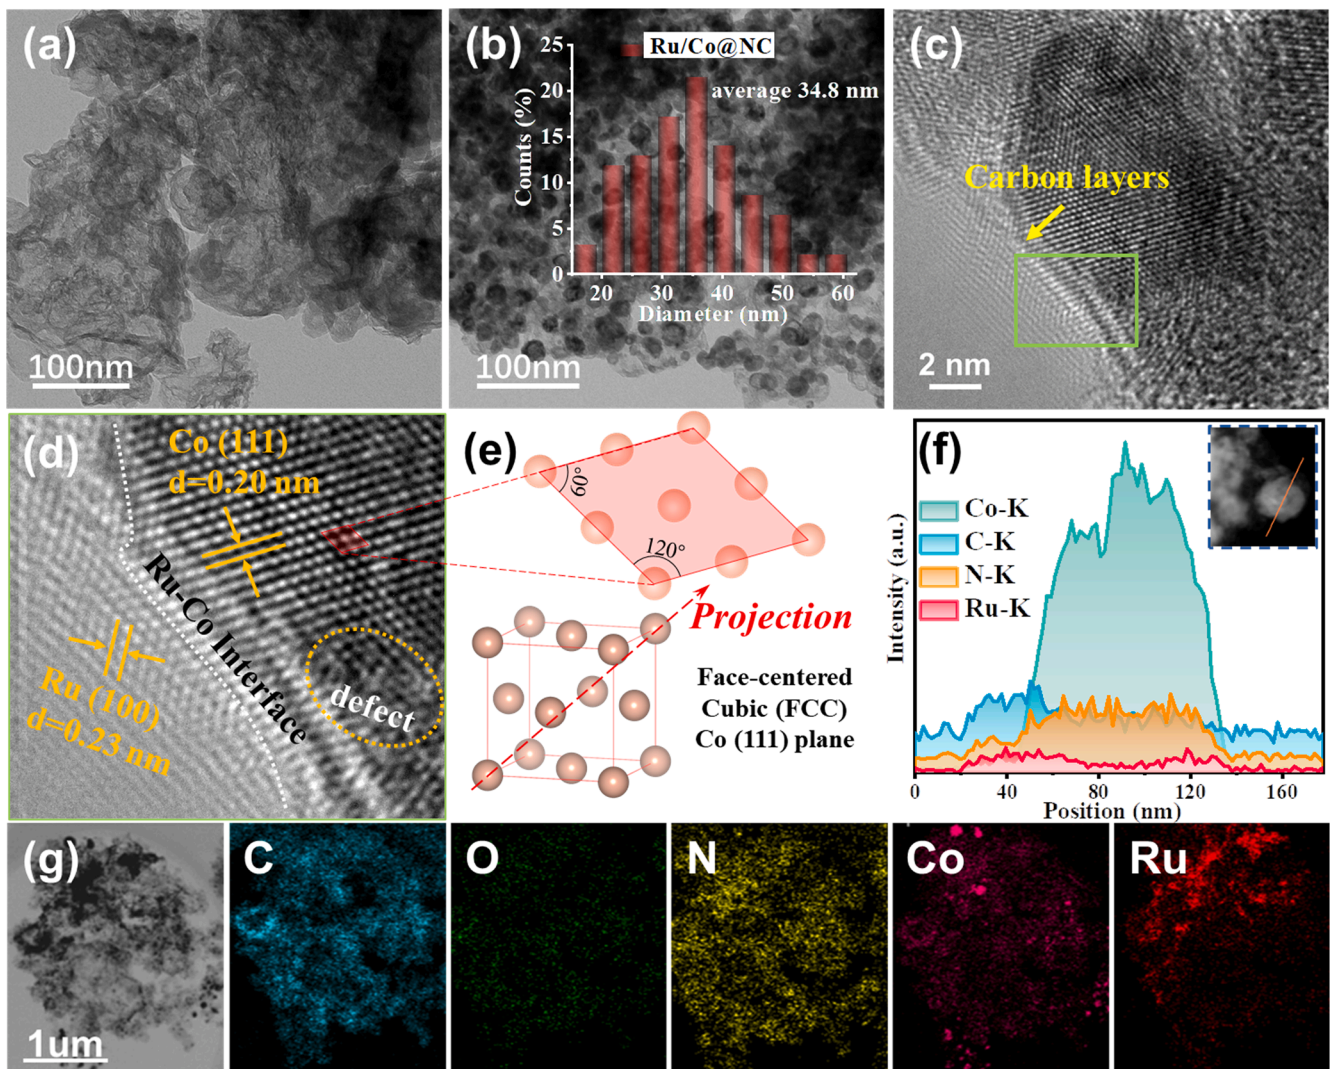 (a)
100nm
(b)
Ru/Co@NC
average 34.8 nm
Counts (%)
25
20
15
10
5
0
20 30 40 50 60
Diameter (nm)
100nm
(c)
Carbon layers
2 nm
(d)
Co (111)
d=0.20 nm
Ru-Co Interface
Ru (100)
d=0.23 nm
defect
(e)
60°
120°
Projection
Face-centered
Cubic (FCC)
Co (111) plane
(f)
Co-K
C-K
N-K
Ru-K
Intensity (a.u.)
0 40 80 120 160
Position (nm)
(g)
1um
C
O
N
Co
Ru